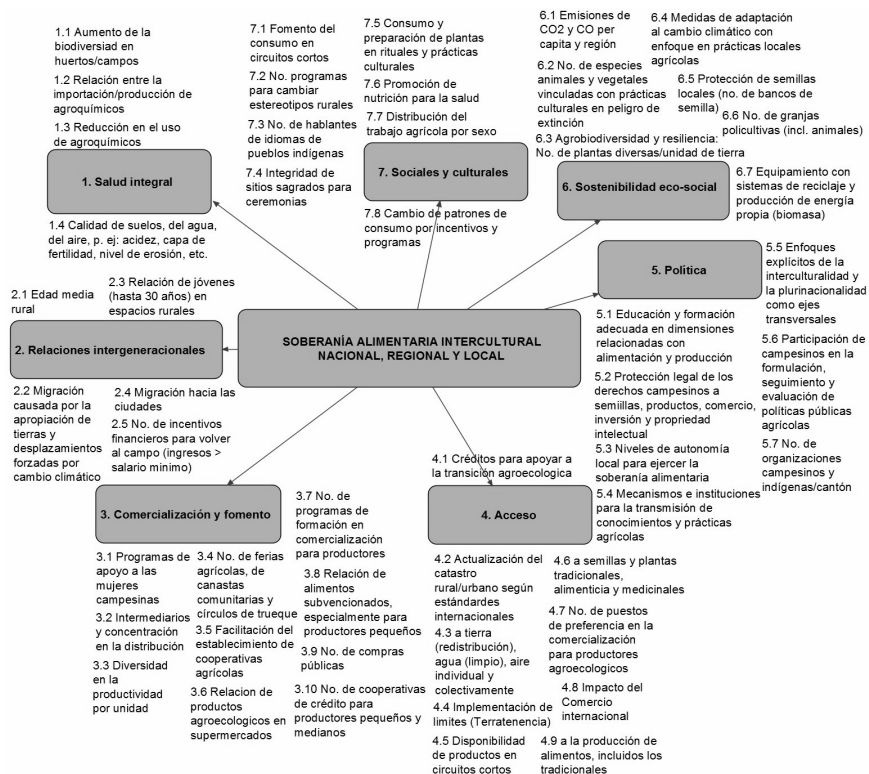 1.1 Aumento de la
biodiversiad en
huertos/campos
1.2 Relación entre la
importación/producción de
agroquímicos
1.3 Reducción en el uso
de agroquímicos
1. Salud integral
1.4 Calidad de suelos, del agua,
del aire, p. ej: acidez, capa de
fertilidad, nivel de erosión, etc.
7.1 Fomento del
consumo en
circuitos cortos
7.2 No. programas
para cambiar
estereotipos rurales
7.3 No. de hablantes
de idiomas de
pueblos indígenas
7.4 Integridad de
sitios sagrados para
ceremonias
7.5 Consumo y
preparación de plantas
en rituales y prácticas
culturales
7.6 Promoción de
nutrición para la salud
7.7 Distribución del
trabajo agrícola por sexo
7. Sociales y culturales
7.8 Cambio de patrones de
consumo por incentivos y
programas
6.1 Emisiones de
CO2 y CO per
capita y región
6.2 No. de especies
animales y vegetales
vinculadas con prácticas
culturales en peligro de
extinción
6.3 Agrobiodiversidad y resiliencia:
No. de plantas diversas/unidad de tierra
6.4 Medidas de adaptación
al cambio climático con
enfoque en prácticas locales
agrícolas
6.5 Protección de semillas
locales (no. de bancos de
semilla)
6.6 No. de granjas
policultivas (incl. animales)
6. Sostenibilidad eco-social
6.7 Equipamiento con
sistemas de reciclaje y
producción de energía
propia (biomasa)
5. Política
5.1 Educación y formación
adecuada en dimensiones
relacionadas con
alimentación y producción
5.2 Protección legal de los
derechos campesinos a
semiillas, productos, comercio,
inversión y propriedad
intelectual
5.3 Niveles de autonomía
local para ejercer la
soberanía alimentaria
5.4 Mecanismos e instituciones
para la transmisión de
conocimientos y prácticas
agrícolas
5.5 Enfoques
explícitos de la
interculturalidad y
la plurinacionalidad
como ejes
transversales
5.6 Participación de
campesinos en la
formulación,
seguimiento y
evaluación de
políticas públicas
agrícolas
5.7 No. de
organizaciones
campesinos y
indígenas/cantón
SOBERANÍA ALIMENTARIA INTERCULTURAL
NACIONAL, REGIONAL Y LOCAL
2.1 Edad media
rural
2.3 Relación de jóvenes
(hasta 30 años) en
espacios rurales
2. Relaciones intergeneracionales
2.2 Migración
causada por la
apropiación de
tierras y
desplazamientos
forzadas por
cambio climático
2.4 Migración hacia las
ciudades
2.5 No. de incentivos
financieros para volver
al campo (ingresos >
salario minimo)
3. Comercialización y fomento
3.1 Programas de
apoyo a las
mujeres
campesinas
3.2 Intermediarios
y concentración
en la distribución
3.3 Diversidad
en la
productividad
por unidad
3.4 No. de ferias
agrícolas, de
canastas
comunitarias y
círculos de trueque
3.5 Facilitación del
establecimiento de
cooperativas
agrícolas
3.6 Relacion de
productos
agroecologicos en
supermercados
3.7 No. de
programas de
formación en
comercialización
para productores
3.8 Relación de
alimentos
subvencionados,
especialmente para
productores pequeños
3.9 No. de compras
públicas
3.10 No. de cooperativas
de crédito para
productores pequeños y
medianos
4.1 Créditos para apoyar a
la transición agroecologica
4. Acceso
4.2 Actualización del
catastro
rural/urbano según
estándardes
internacionales
4.3 a tierra
(redistribución),
agua (limpio), aire
individual y
colectivamente
4.4 Implementación de
limites (Terratenencia)
4.5 Disponibilidad
de productos en
circuitos cortos
4.6 a semillas y plantas
tradicionales,
alimenticia y medicinales
4.7 No. de puestos
de preferencia en la
comercialización
para productores
agroecologicos
4.8 Impacto del
Comercio
internacional
4.9 a la producción de
alimentos, incluidos los
tradicionales